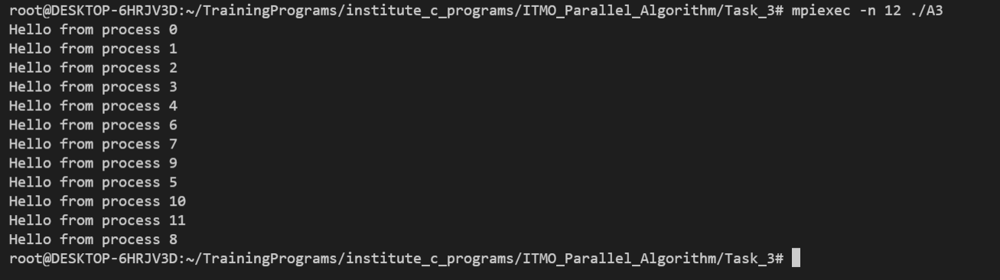 root@DESKTOP-6HRJV3D:~/TrainingPrograms/institute_c_programs/ITMO_Parallel_Algorithm/Task_3# mpiexec -n 12 ./A3
Hello from process 0
Hello from process 1
Hello from process 2
Hello from process 3
Hello from process 4
Hello from process 6
Hello from process 7
Hello from process 9
Hello from process 5
Hello from process 10
Hello from process 11
Hello from process 8
root@DESKTOP-6HRJV3D:~/TrainingPrograms/institute_c_programs/ITMO_Parallel_Algorithm/Task_3#